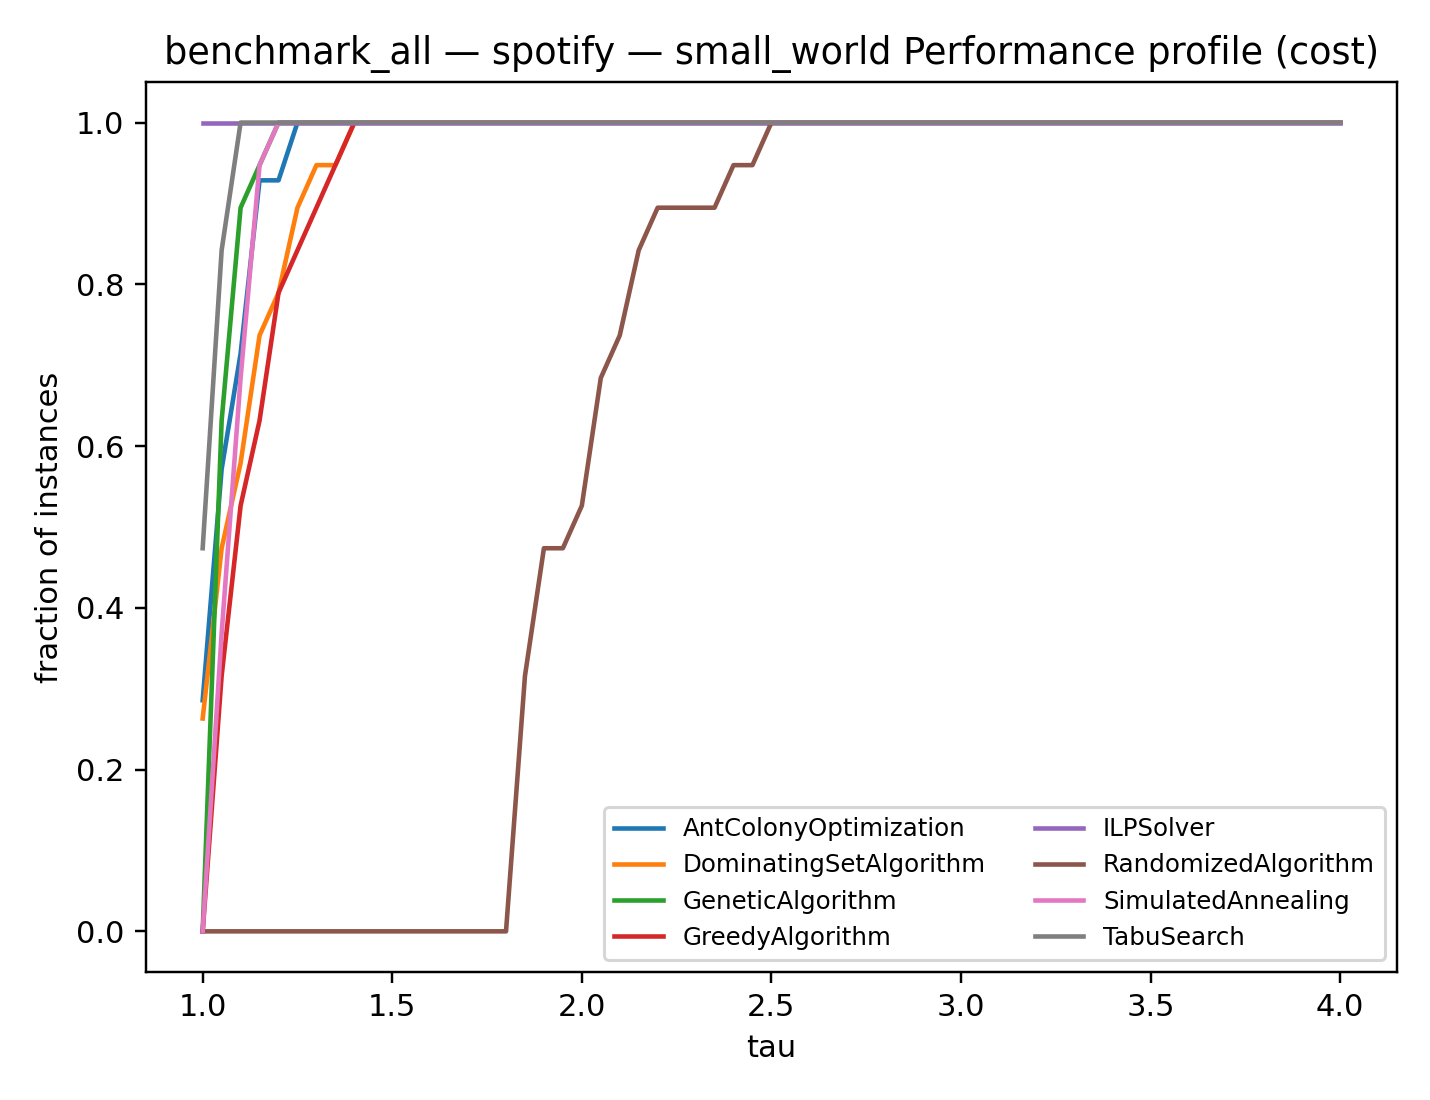 benchmark_all — spotify — small_world Performance profile (cost)
fraction of instances
1.0
0.8
0.6
0.4
0.2
0.0
1.0 1.5 2.0 2.5 3.0 3.5 4.0
tau
AntColonyOptimization
DominatingSetAlgorithm
GeneticAlgorithm
GreedyAlgorithm
ILPSolver
RandomizedAlgorithm
SimulatedAnnealing
TabuSearch